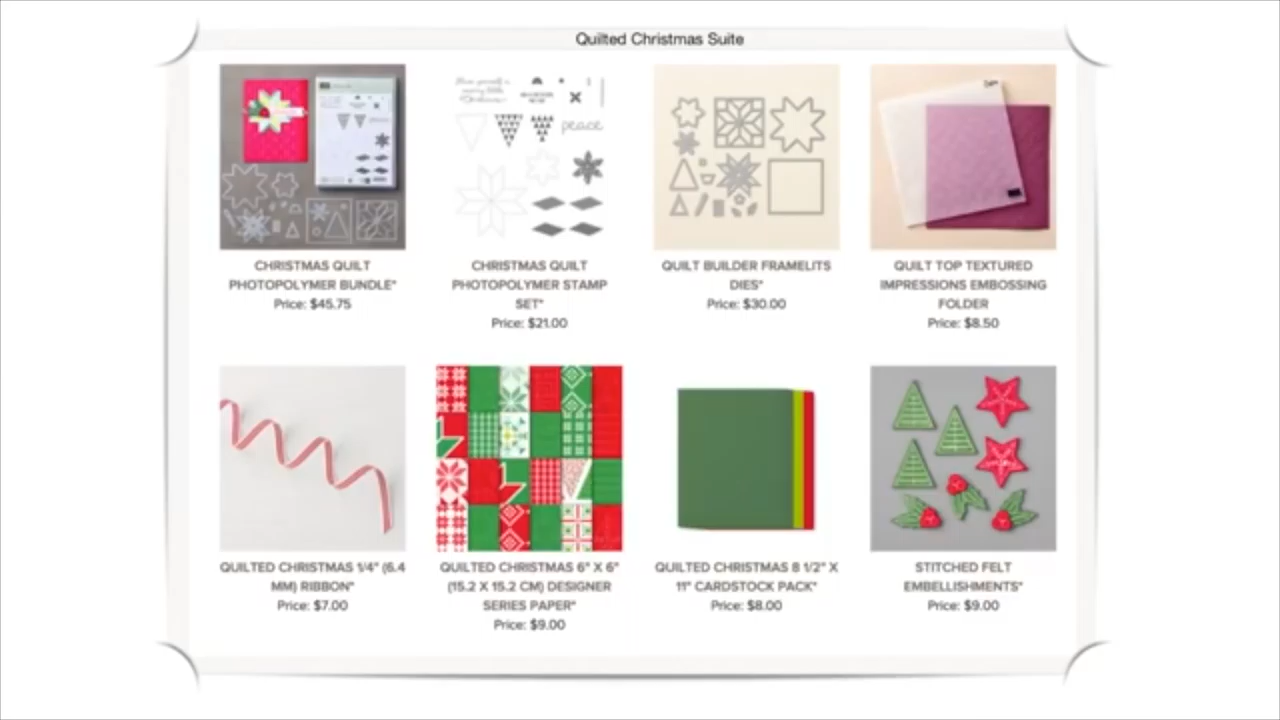 Quilted Christmas Suite
peace
CHRISTMAS QUILT
PHOTOPOLYMER BUNDLE*
Price: $45.75
CHRISTMAS QUILT
PHOTOPOLYMER STAMP
SET*
Price: $21.00
QUILT BUILDER FRAMELITS
DIES*
Price: $30.00
QUILT TOP TEXTURED
IMPRESSIONS EMBOSSING
FOLDER
Price: $8.50
QUILTED CHRISTMAS 1/4" (6.4
MM) RIBBON*
Price: $7.00
QUILTED CHRISTMAS 6" X 6"
(15.2 X 15.2 CM) DESIGNER
SERIES PAPER*
Price: $9.00
QUILTED CHRISTMAS 8 1/2" X
11" CARDSTOCK PACK*
Price: $8.00
STITCHED FELT
EMBELLISHMENTS*
Price: $9.00